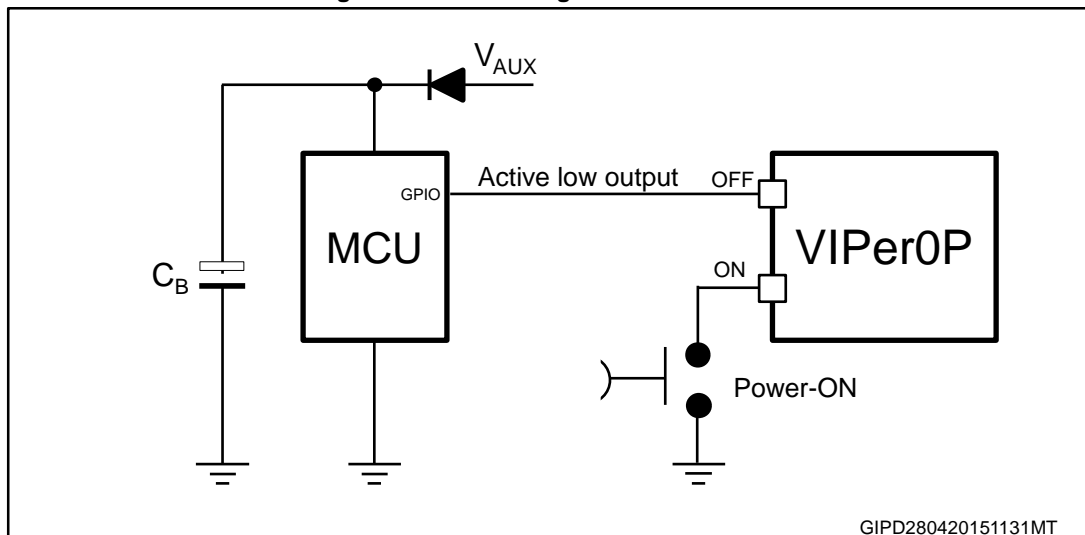 V_AUX
GPIO
Active low output
OFF
MCU
VIPer0P
ON
C_B
Power-ON
GIPD280420151131MT